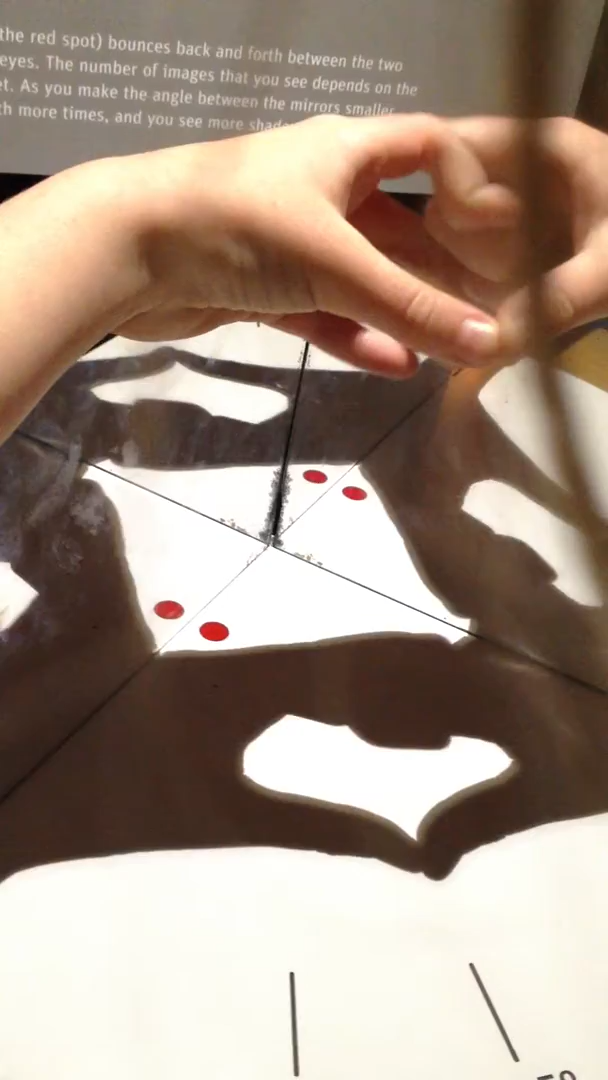 the red spot) bounces back and forth between the two
eyes. The number of images that you see depends on the
As you make the angle between the mirrors smaller
more times, and you see more